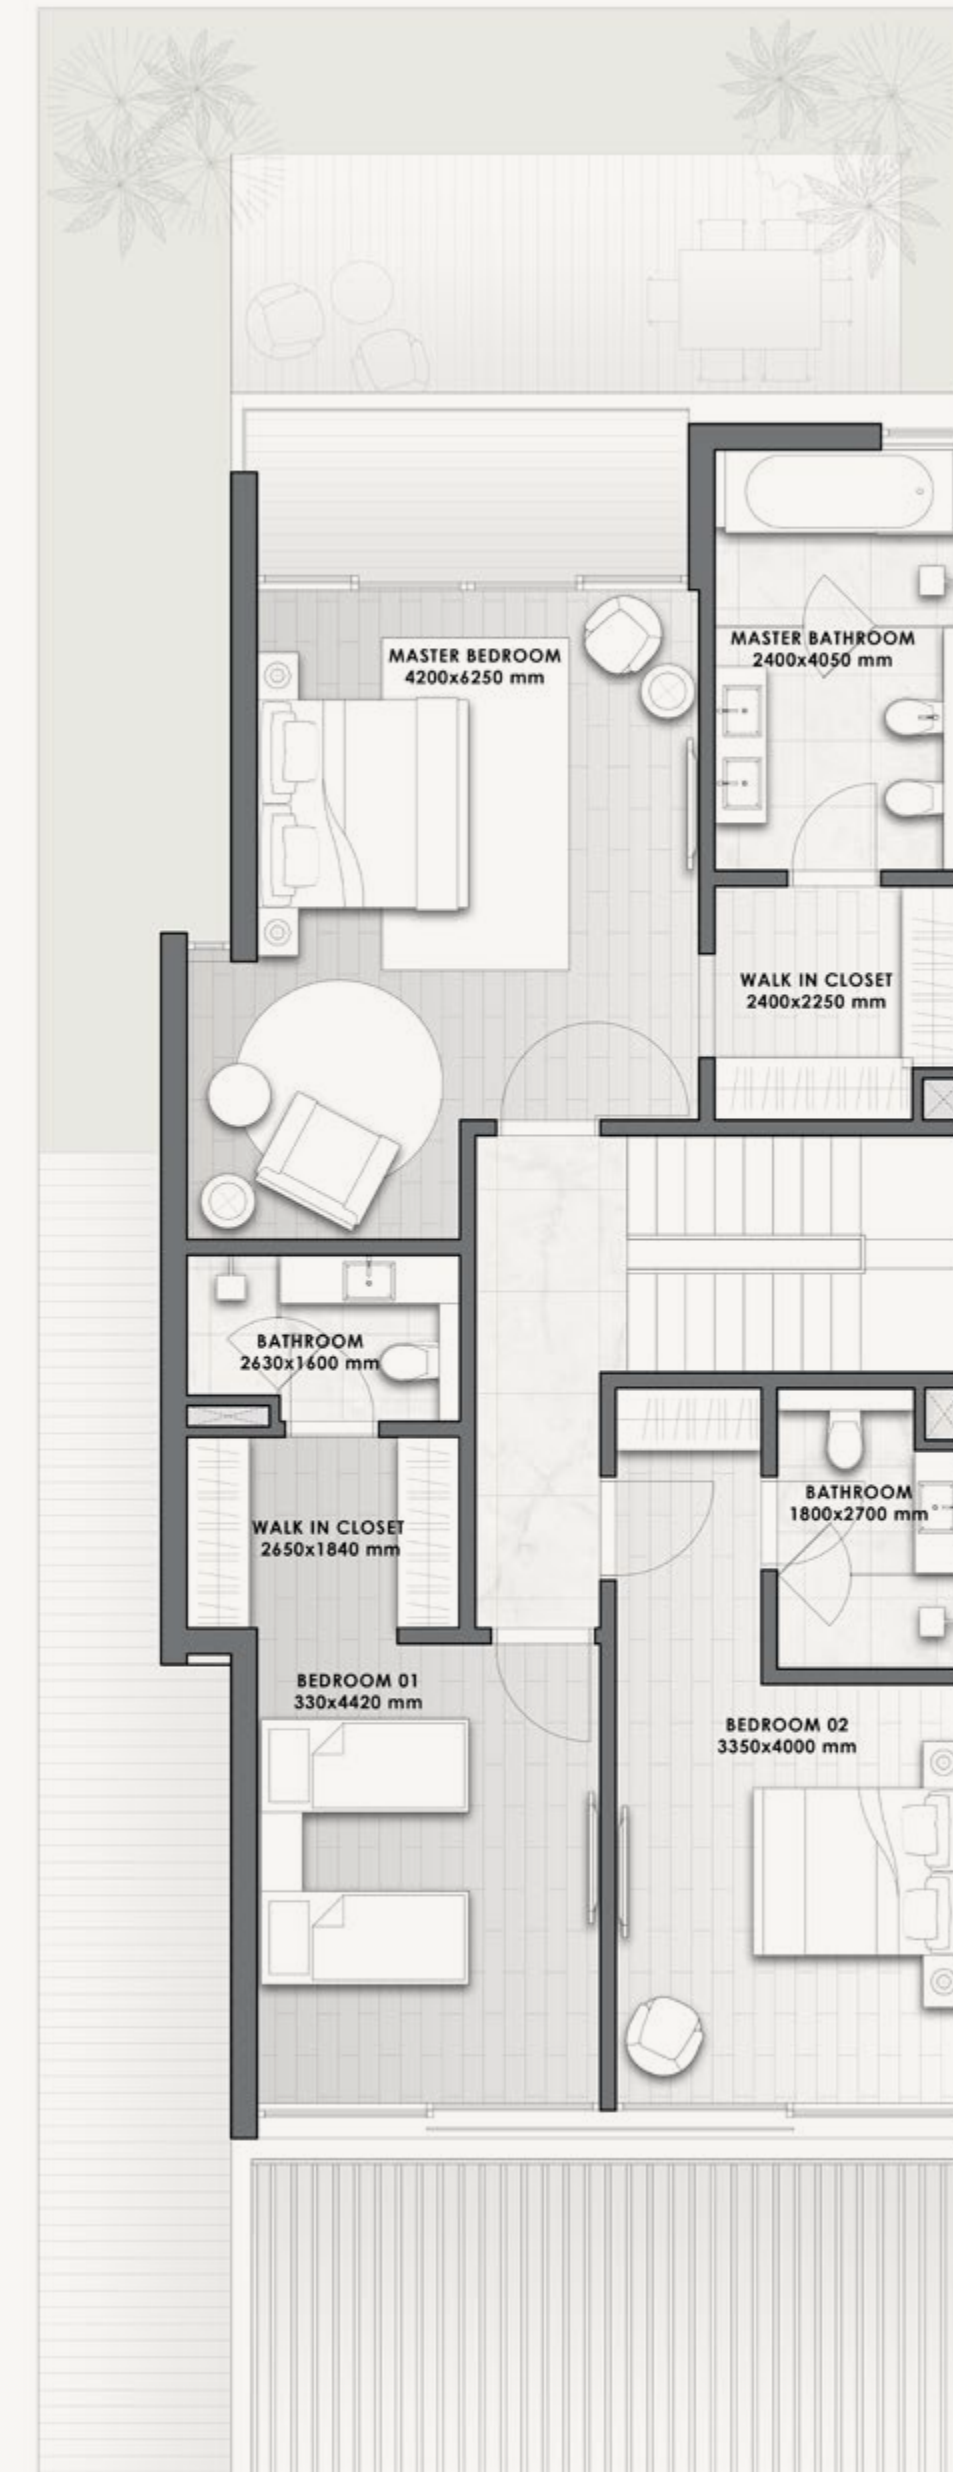 MASTER BEDROOM
4200x6250 mm
MASTER BATHROOM
2400x4050 mm
WALK IN CLOSET
2400x2250 mm
BATHROOM
2630x1600 mm
WALK IN CLOSET
2650x1840 mm
BATHROOM
1800x2700 mm
BEDROOM 01
330x4420 mm
BEDROOM 02
3350x4000 mm